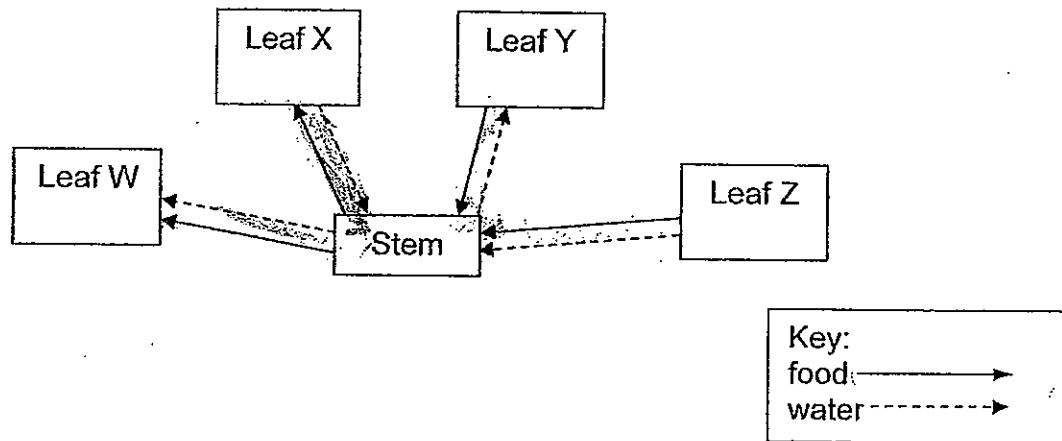 Leaf X
Leaf Y
Leaf W
Leaf Z
Stem
Key:
food
water